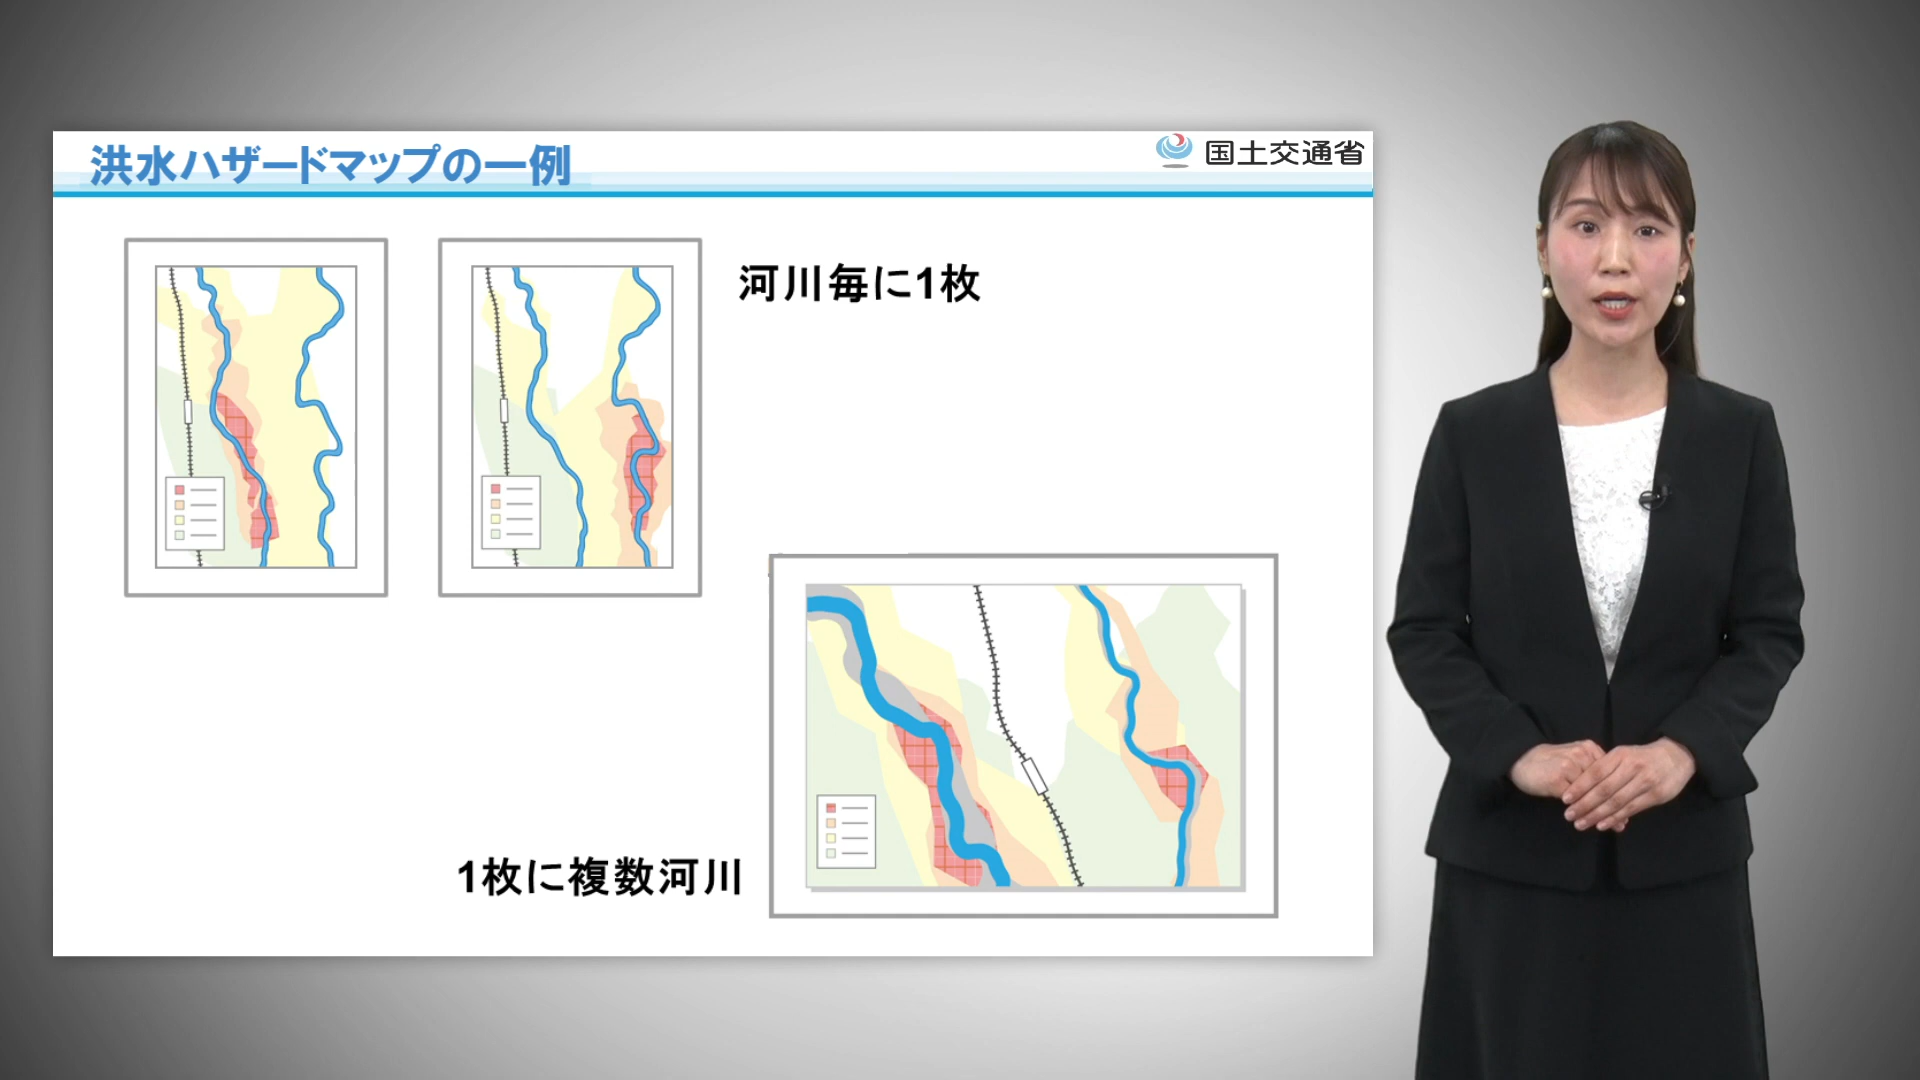 洪水ハザードマップの一例
国土交通省
河川毎に1枚
1枚に複数河川